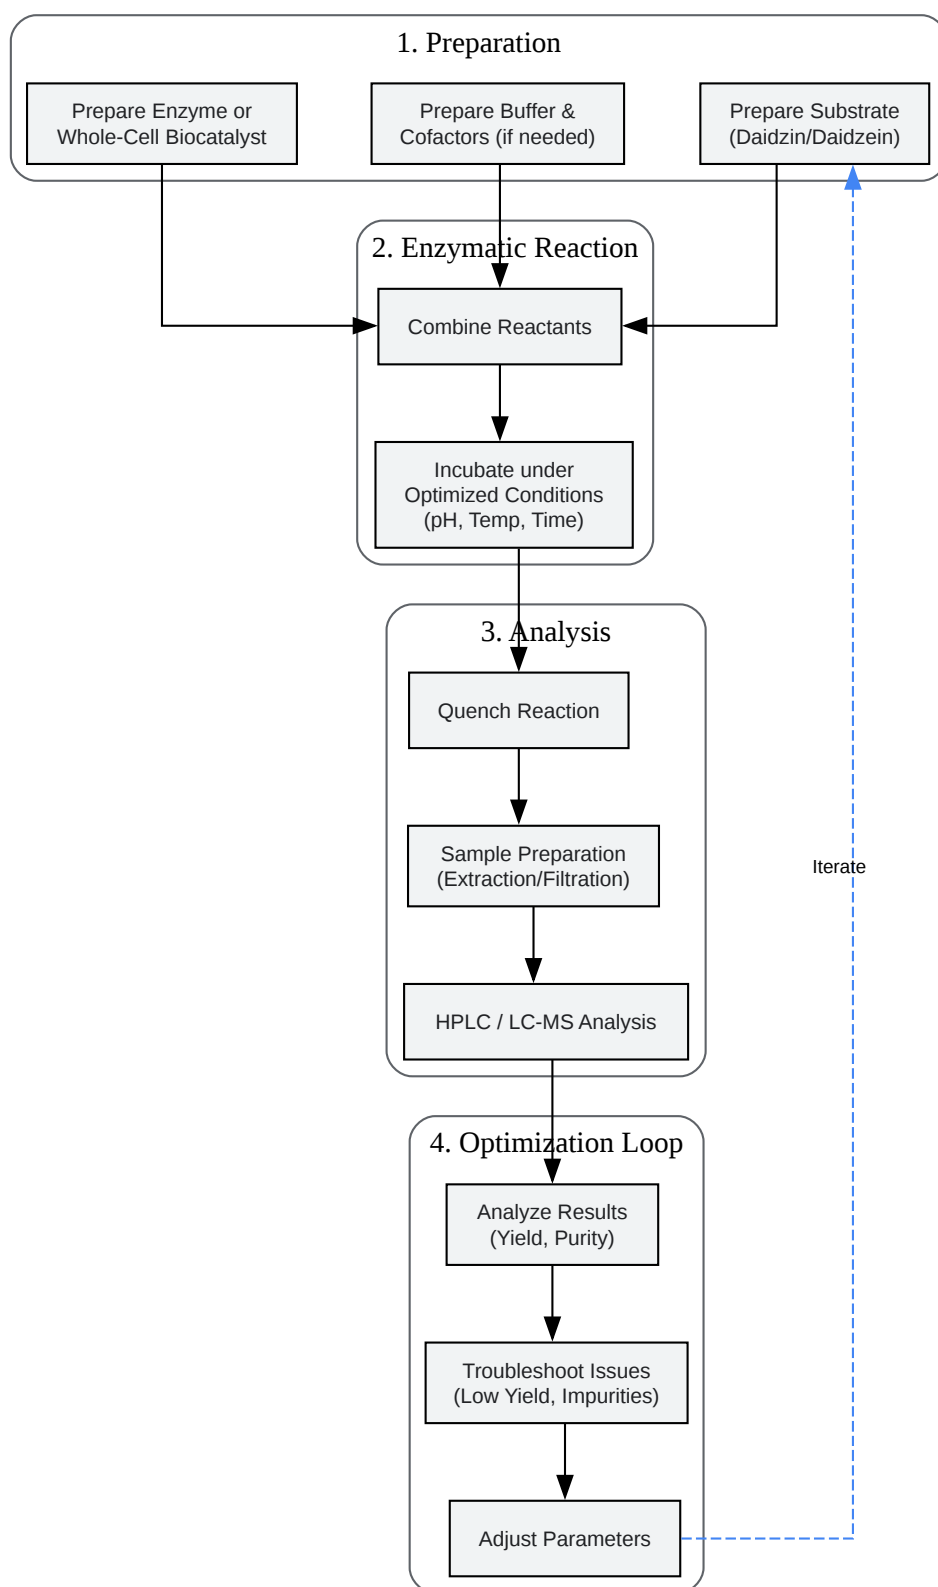 1. Preparation
Prepare Enzyme or
Whole-Cell Biocatalyst
Prepare Buffer &
Cofactors (if needed)
Prepare Substrate
(Daidzin/Daidzein)
2. Enzymatic Reaction
Combine Reactants
Incubate under
Optimized Conditions
(pH, Temp, Time)
3. Analysis
Quench Reaction
Sample Preparation
(Extraction/Filtration)
Iterate
HPLC / LC-MS Analysis
4. Optimization Loop
Analyze Results
(Yield, Purity)
Troubleshoot Issues
(Low Yield, Impurities)
Adjust Parameters